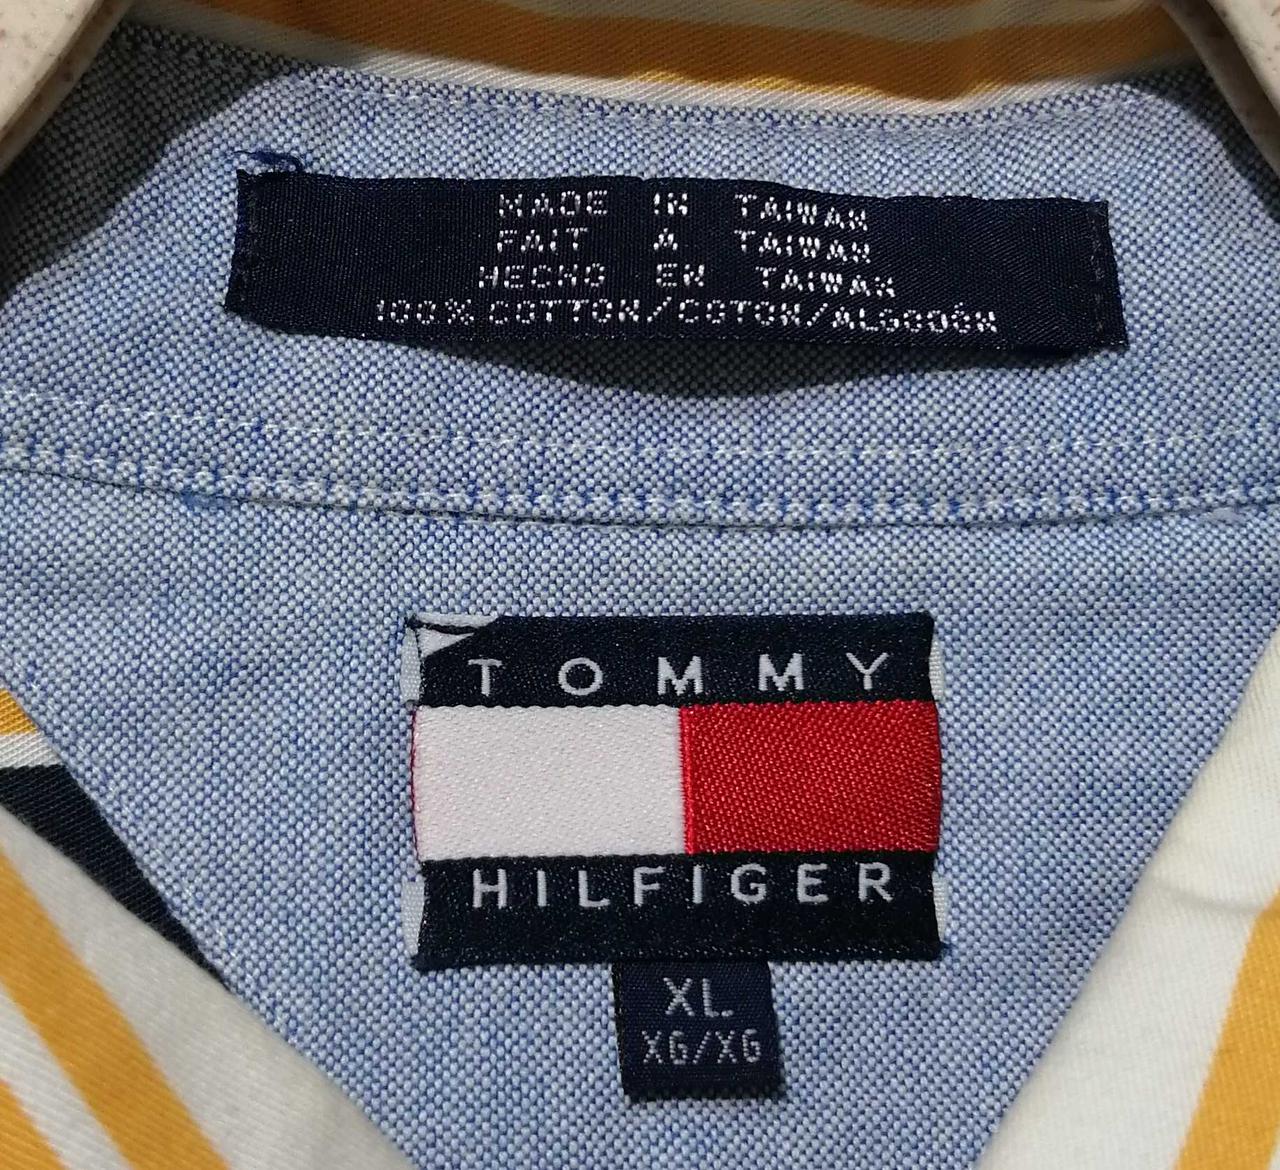 MADE IN TAIWAN
FAIT A TAIWAN
HECHO EN TAIWAN
100% COTTON/COTON/ALGODÓN
TOMMY
HILFIGER
XL
XG/XG